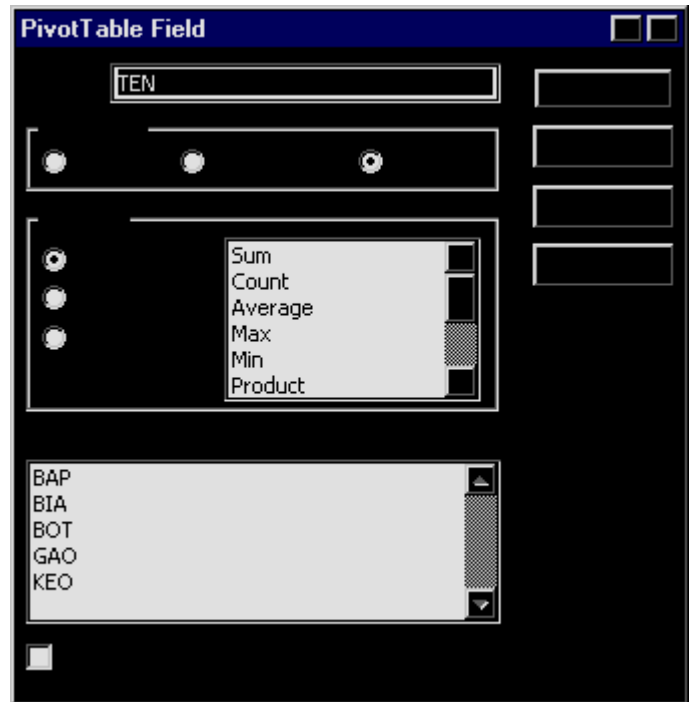 PivotTable Field
TEN
Sum
Count
Average
Max
Min
Product
BAP
BIA
BOT
GAO
KEO